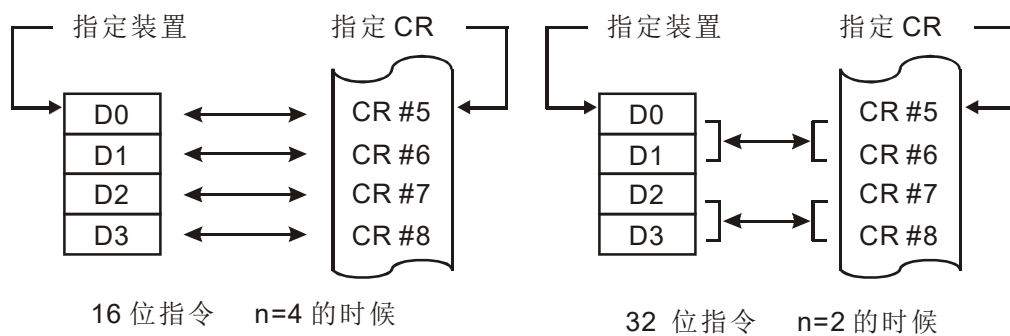 指定装置 指定 CR
D0 CR #5
D1 CR #6
D2 CR #7
D3 CR #8
16 位指令 n=4 的时候
指定装置 指定 CR
D0 CR #5
D1 CR #6
D2 CR #7
D3 CR #8
32 位指令 n=2 的时候